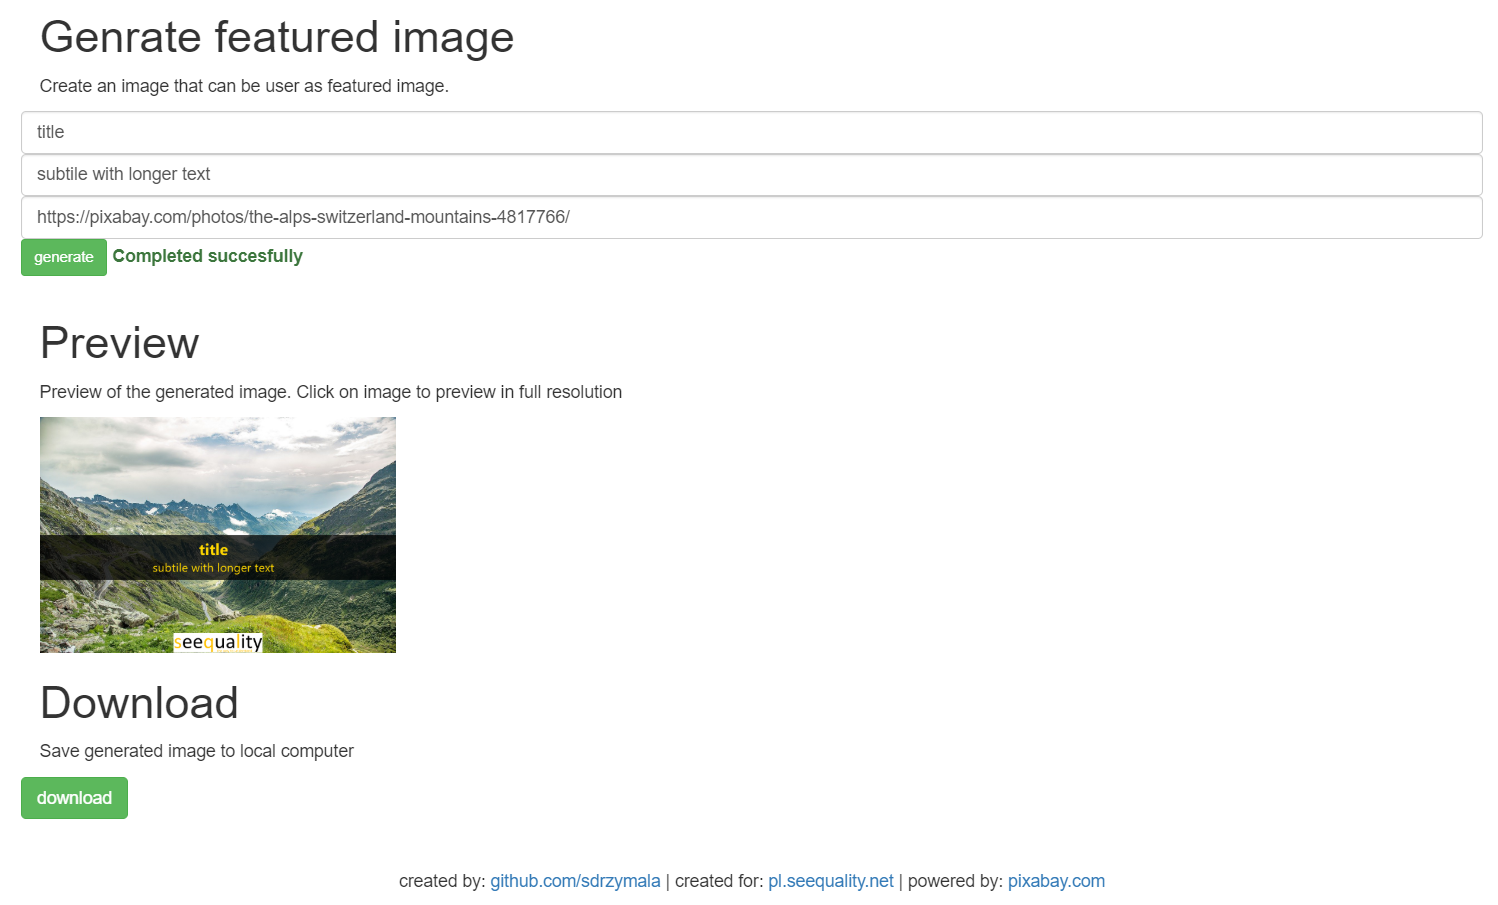 Genrate featured image
Create an image that can be user as featured image.
title
subtile with longer text
https://pixabay.com/photos/the-alps-switzerland-mountains-4817766/
generate Completed succesfully
Preview
Preview of the generated image. Click on image to preview in full resolution
title
subtile with longer text
seequality
Download
Save generated image to local computer
download
created by: github.com/sdrzymala | created for: pl.seequality.net | powered by: pixabay.com